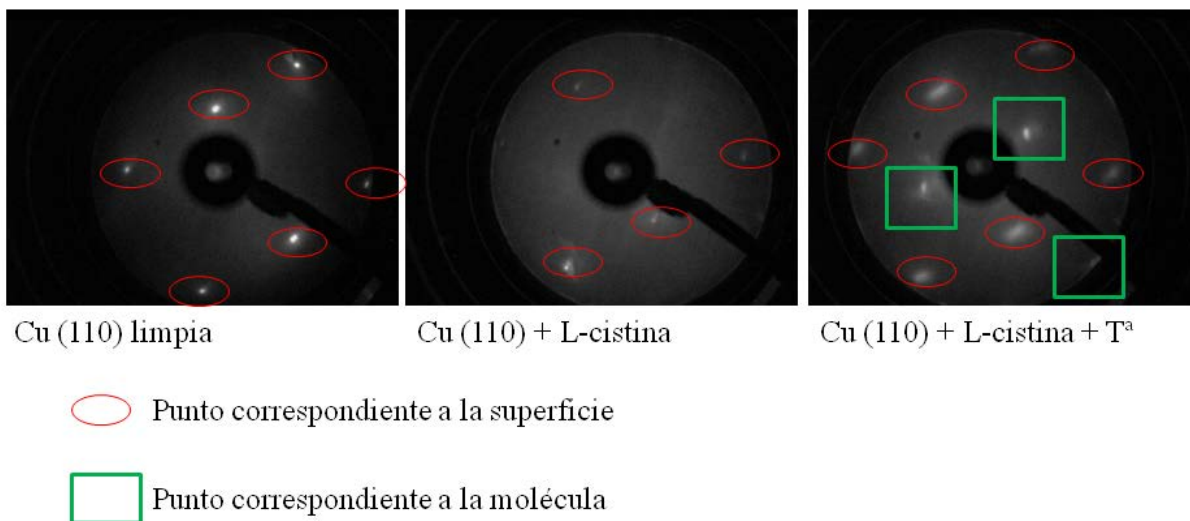 Cu (110) limpia
Cu (110) + L-cistina
Cu (110) + L-cistina + Tª
Punto correspondiente a la superficie
Punto correspondiente a la molécula